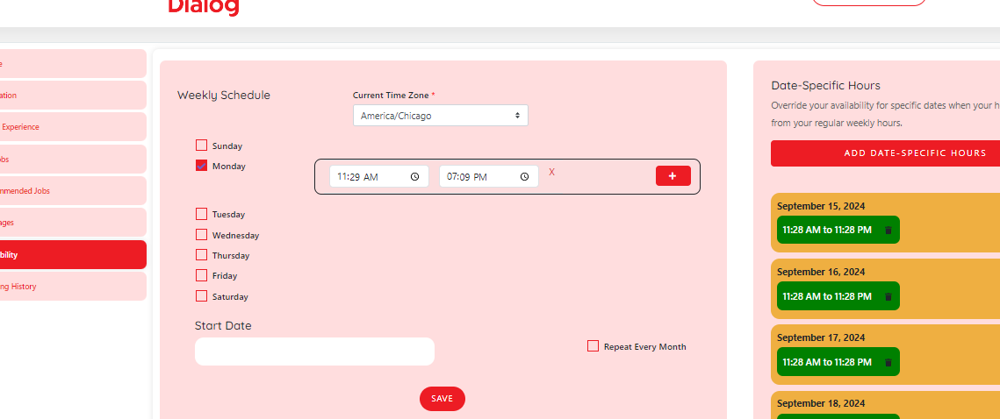 Dialog
e
ation
Experience
obs
mmended Jobs
ages
bility
ng History
Weekly Schedule
Current Time Zone *
America/Chicago
Sunday
Monday
11:29 AM
07:09 PM
X
+
Tuesday
Wednesday
Thursday
Friday
Saturday
Start Date
Repeat Every Month
SAVE
Date-Specific Hours
Override your availability for specific dates when your h
from your regular weekly hours.
ADD DATE-SPECIFIC HOURS
September 15, 2024
11:28 AM to 11:28 PM
September 16, 2024
11:28 AM to 11:28 PM
September 17, 2024
11:28 AM to 11:28 PM
September 18, 2024